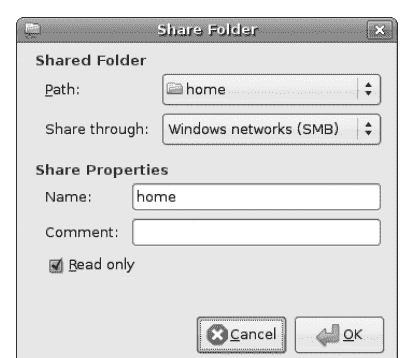 Share Folder
Shared Folder
Path: home
Share through: Windows networks (SMB)
Share Properties
Name: home
Comment:
Read only
Cancel OK